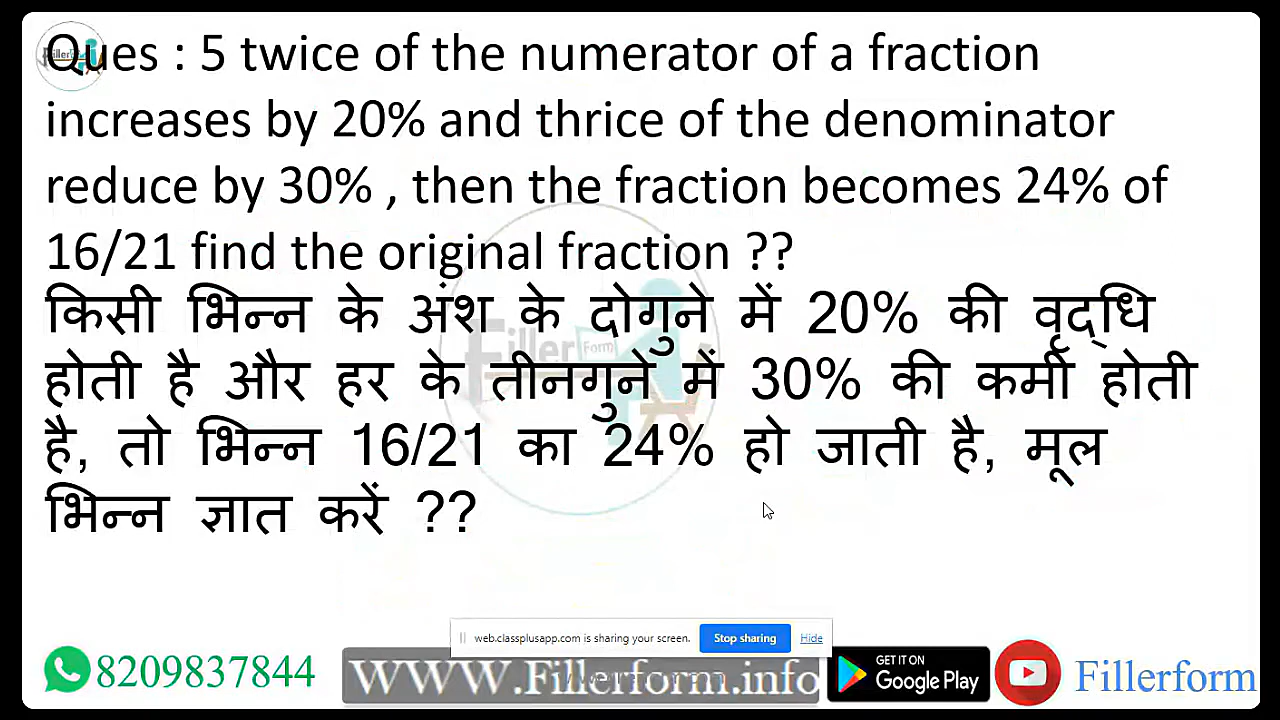 Ques : 5 twice of the numerator of a fraction
increases by 20% and thrice of the denominator
reduce by 30% , then the fraction becomes 24% of
16/21 find the original fraction ??
किसी भिन्न के अंश के दोगुने में 20% की वृद्धि
होती है और हर के तीनगुने में 30% की कमी होती
है, तो भिन्न 16/21 का 24% हो जाती है, मूल
भिन्न ज्ञात करें ??
Filler Form
web.classplusapp.com is sharing your screen. Stop sharing Hide
8209837844 WWW.Fillerform.info GET IT ON Google Play Fillerform